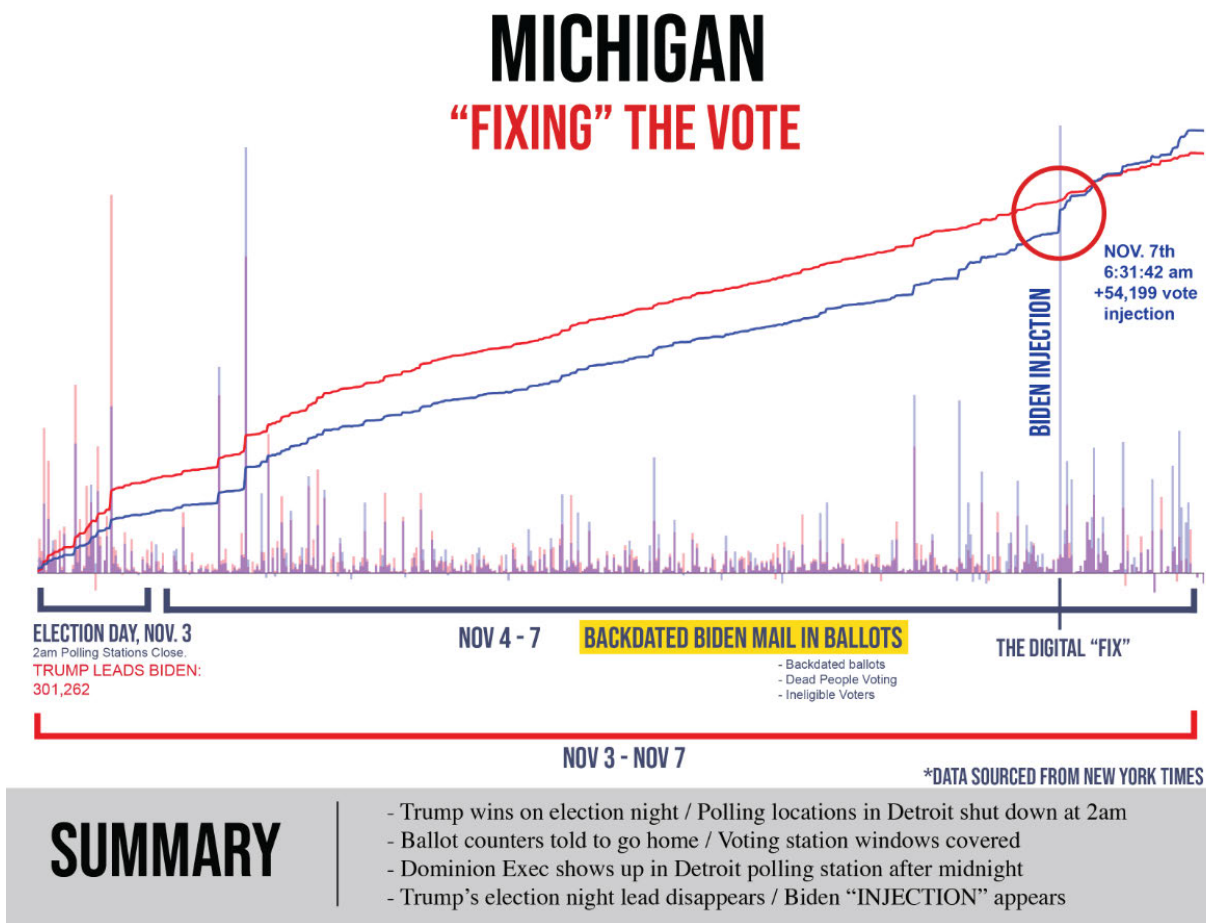 MICHIGAN
“FIXING” THE VOTE
NOV. 7th
6:31:42 am
+54,199 vote
injection
BIDEN INJECTION
ELECTION DAY, NOV. 3
2am Polling Stations Close.
TRUMP LEADS BIDEN:
301,262
NOV 4 - 7 BACKDATED BIDEN MAIL IN BALLOTS
- Backdated ballots
- Dead People Voting
- Ineligible Voters
THE DIGITAL “FIX”
NOV 3 - NOV 7
*DATA SOURCED FROM NEW YORK TIMES
SUMMARY
- Trump wins on election night / Polling locations in Detroit shut down at 2am
- Ballot counters told to go home / Voting station windows covered
- Dominion Exec shows up in Detroit polling station after midnight
- Trump’s election night lead disappears / Biden “INJECTION” appears